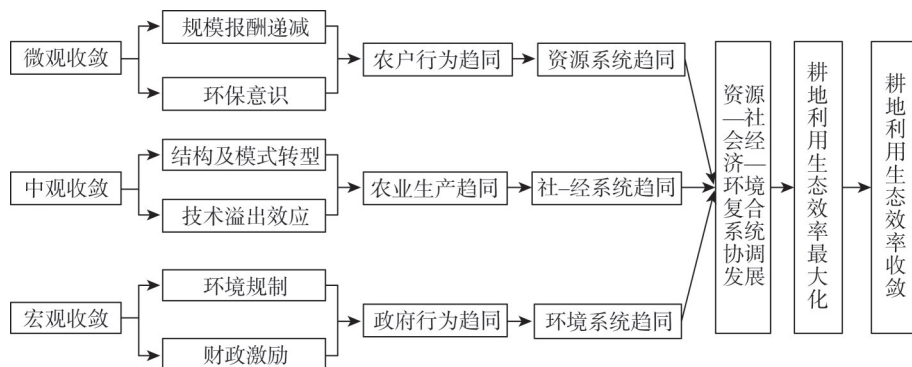 微观收敛
规模报酬递减
环保意识
农户行为趋同
资源系统趋同
中观收敛
结构及模式转型
技术溢出效应
农业生产趋同
社–经系统趋同
宏观收敛
环境规制
财政激励
政府行为趋同
环境系统趋同
资源
—社
会经
济—
环境
复合
系统
协调
发展
耕地利用生态效率最大化
耕地利用生态效率收敛